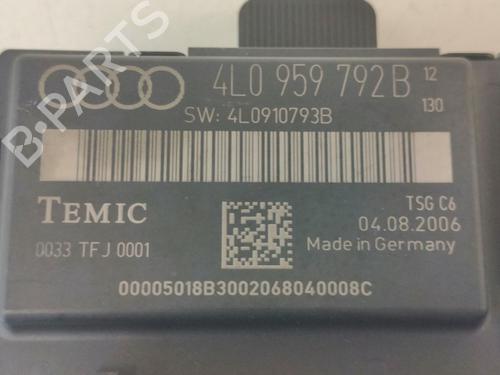 B-PARTS
4L0 959 792B 12
130
SW: 4L0910793B
TEMIC
TSG C6
04.08.2006
0033 TFJ 0001
Made in Germany
00005018B3002068040008C